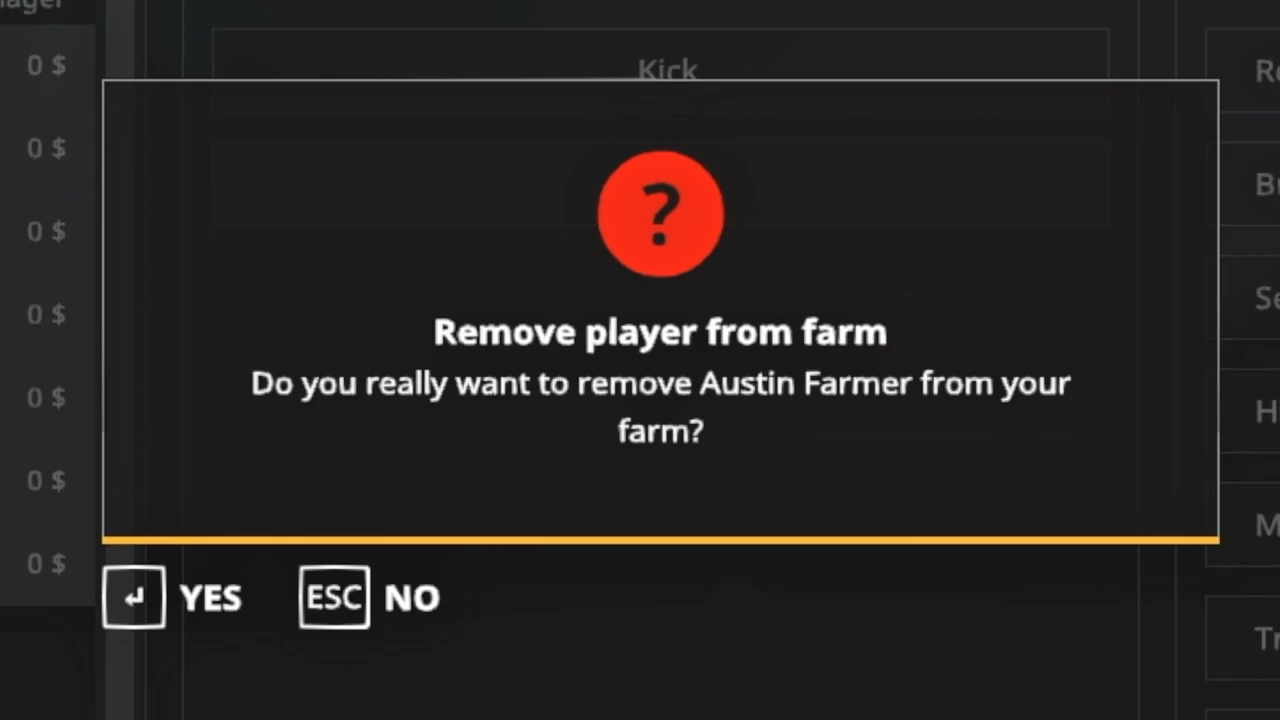 0 $
Kick
0 $
0 $
0 $
0 $
0 $
0 $
?
Remove player from farm
Do you really want to remove Austin Farmer from your
farm?
YES
ESC NO